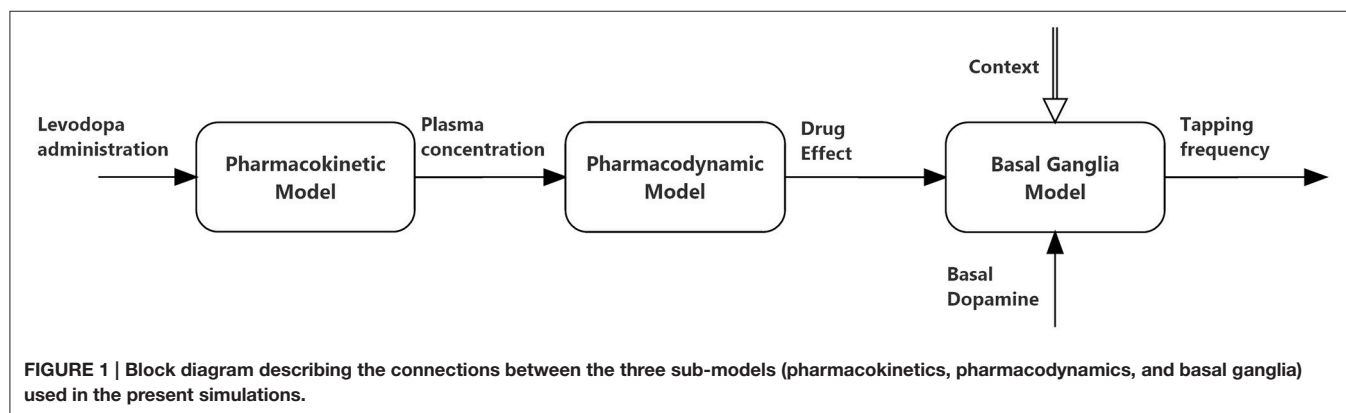 Context
Levodopa
administration
Pharmacokinetic
Model
Plasma
concentration
Pharmacodynamic
Model
Drug
Effect
Basal Ganglia
Model
Tapping
frequency
Basal
Dopamine
FIGURE 1 | Block diagram describing the connections between the three sub-models (pharmacokinetics, pharmacodynamics, and basal ganglia)
used in the present simulations.